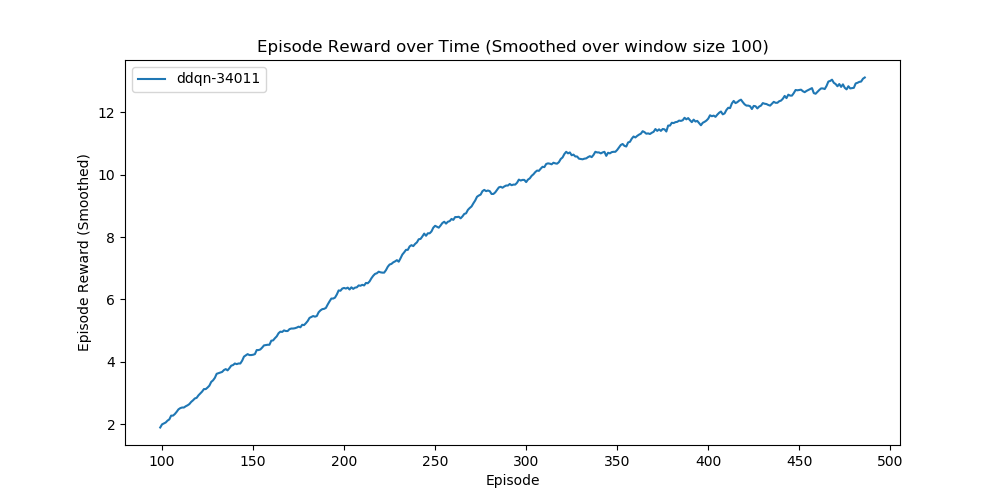 Episode Reward over Time (Smoothed over window size 100)
ddqn-34011
12
10
8
6
4
2
Episode Reward (Smoothed)
100 150 200 250 300 350 400 450 500
Episode